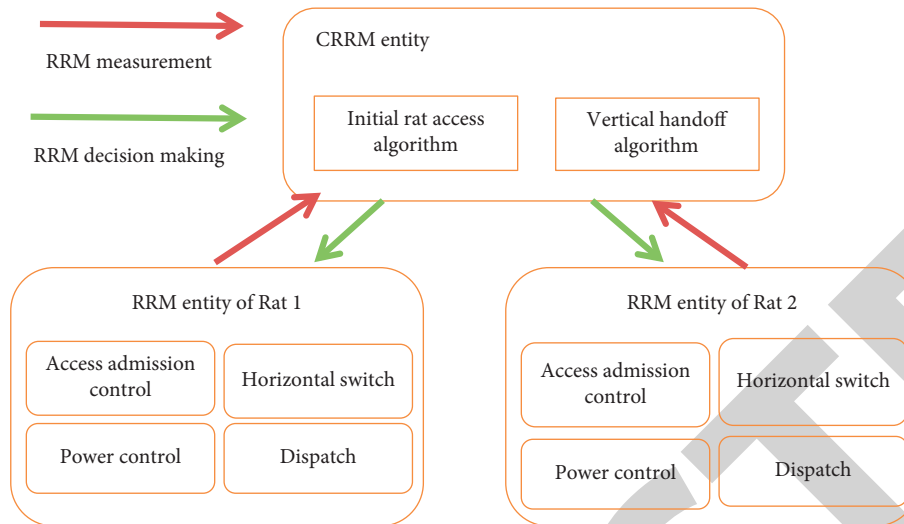 RRM measurement
RRM decision making
CRRM entity
Initial rat access
algorithm
Vertical handoff
algorithm
RRM entity of Rat 1
Access admission
control
Horizontal switch
Power control
Dispatch
RRM entity of Rat 2
Access admission
control
Horizontal switch
Power control
Dispatch